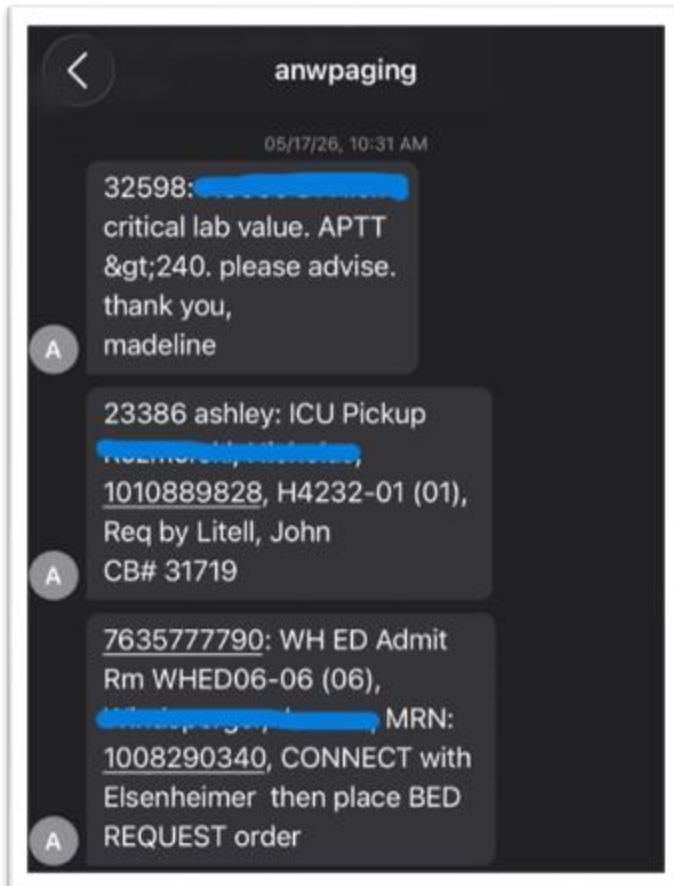 anwpaging
05/17/26, 10:31 AM
32598:
critical lab value. APTT
&gt;240. please advise.
thank you,
madeline
A
23386 ashley: ICU Pickup
1010889828, H4232-01 (01),
Req by Litell, John
CB# 31719
A
7635777790: WH ED Admit
Rm WHED06-06 (06),
, MRN:
1008290340, CONNECT with
Elsenheimer then place BED
REQUEST order
A